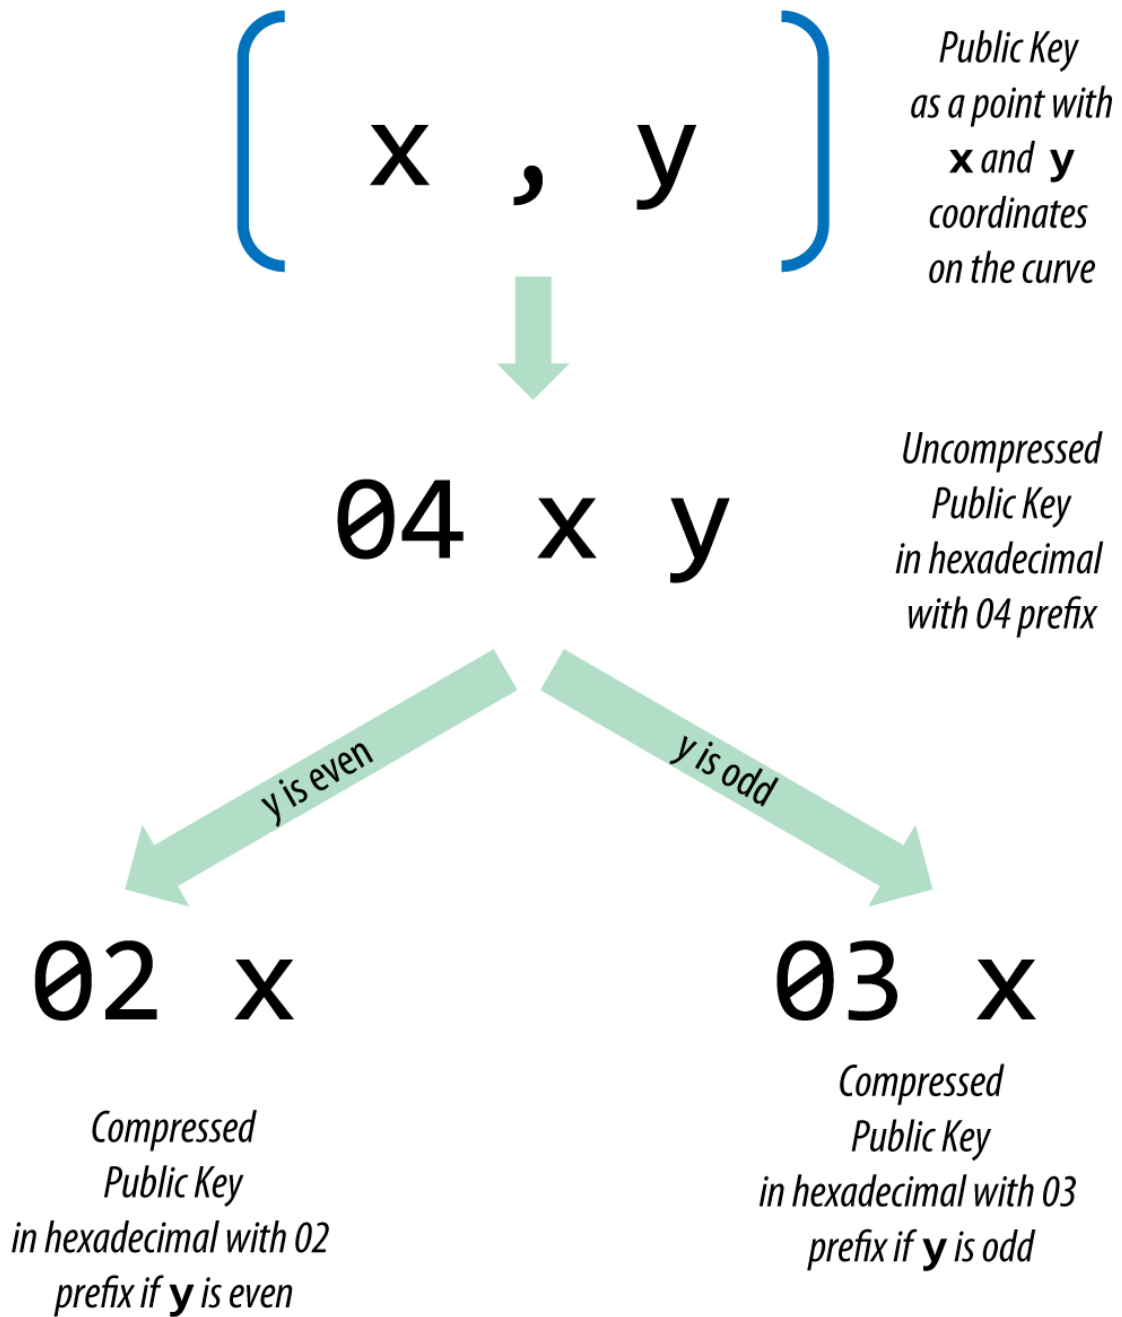 ( x , y )
Public Key
as a point with
x and y
coordinates
on the curve
04 x y
Uncompressed
Public Key
in hexadecimal
with 04 prefix
y is even
y is odd
02 x
03 x
Compressed
Public Key
in hexadecimal with 02
prefix if y is even
Compressed
Public Key
in hexadecimal with 03
prefix if y is odd